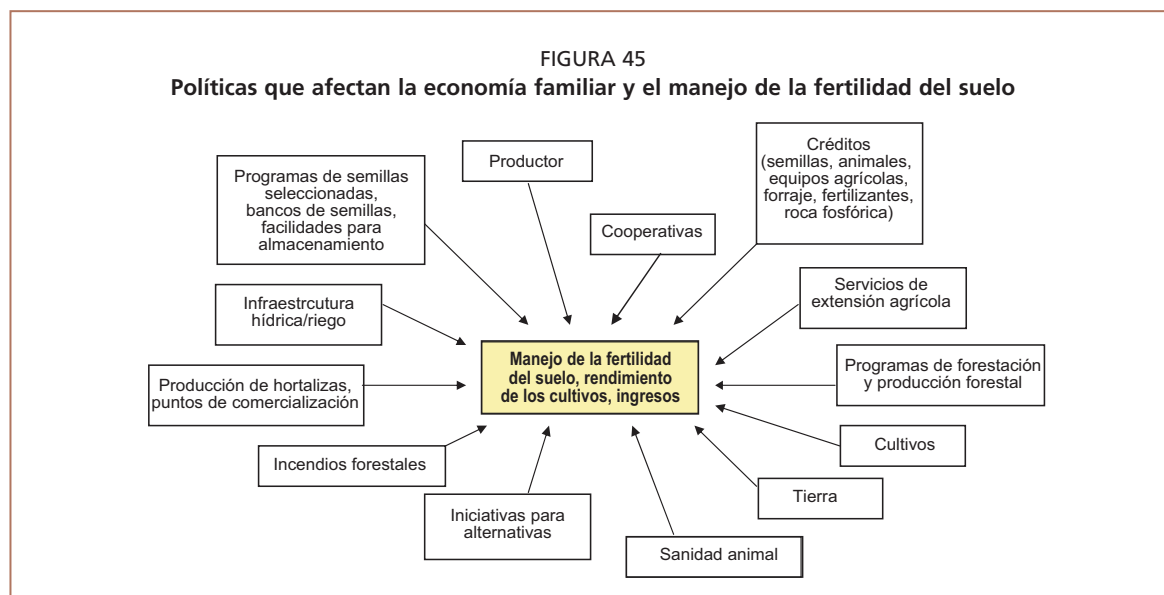 FIGURA 45
Políticas que afectan la economía familiar y el manejo de la fertilidad del suelo
Programas de semillas
seleccionadas,
bancos de semillas,
facilidades para
almacenamiento
Productor
Cooperativas
Créditos
(semillas, animales,
equipos agrícolas,
forraje, fertilizantes,
roca fosfórica)
Infraestrcutura
hídrica/riego
Servicios de
extensión agrícola
Manejo de la fertilidad
del suelo, rendimiento
de los cultivos, ingresos
Producción de hortalizas,
puntos de comercialización
Programas de forestación
y producción forestal
Incendios forestales
Cultivos
Iniciativas para
alternativas
Tierra
Sanidad animal